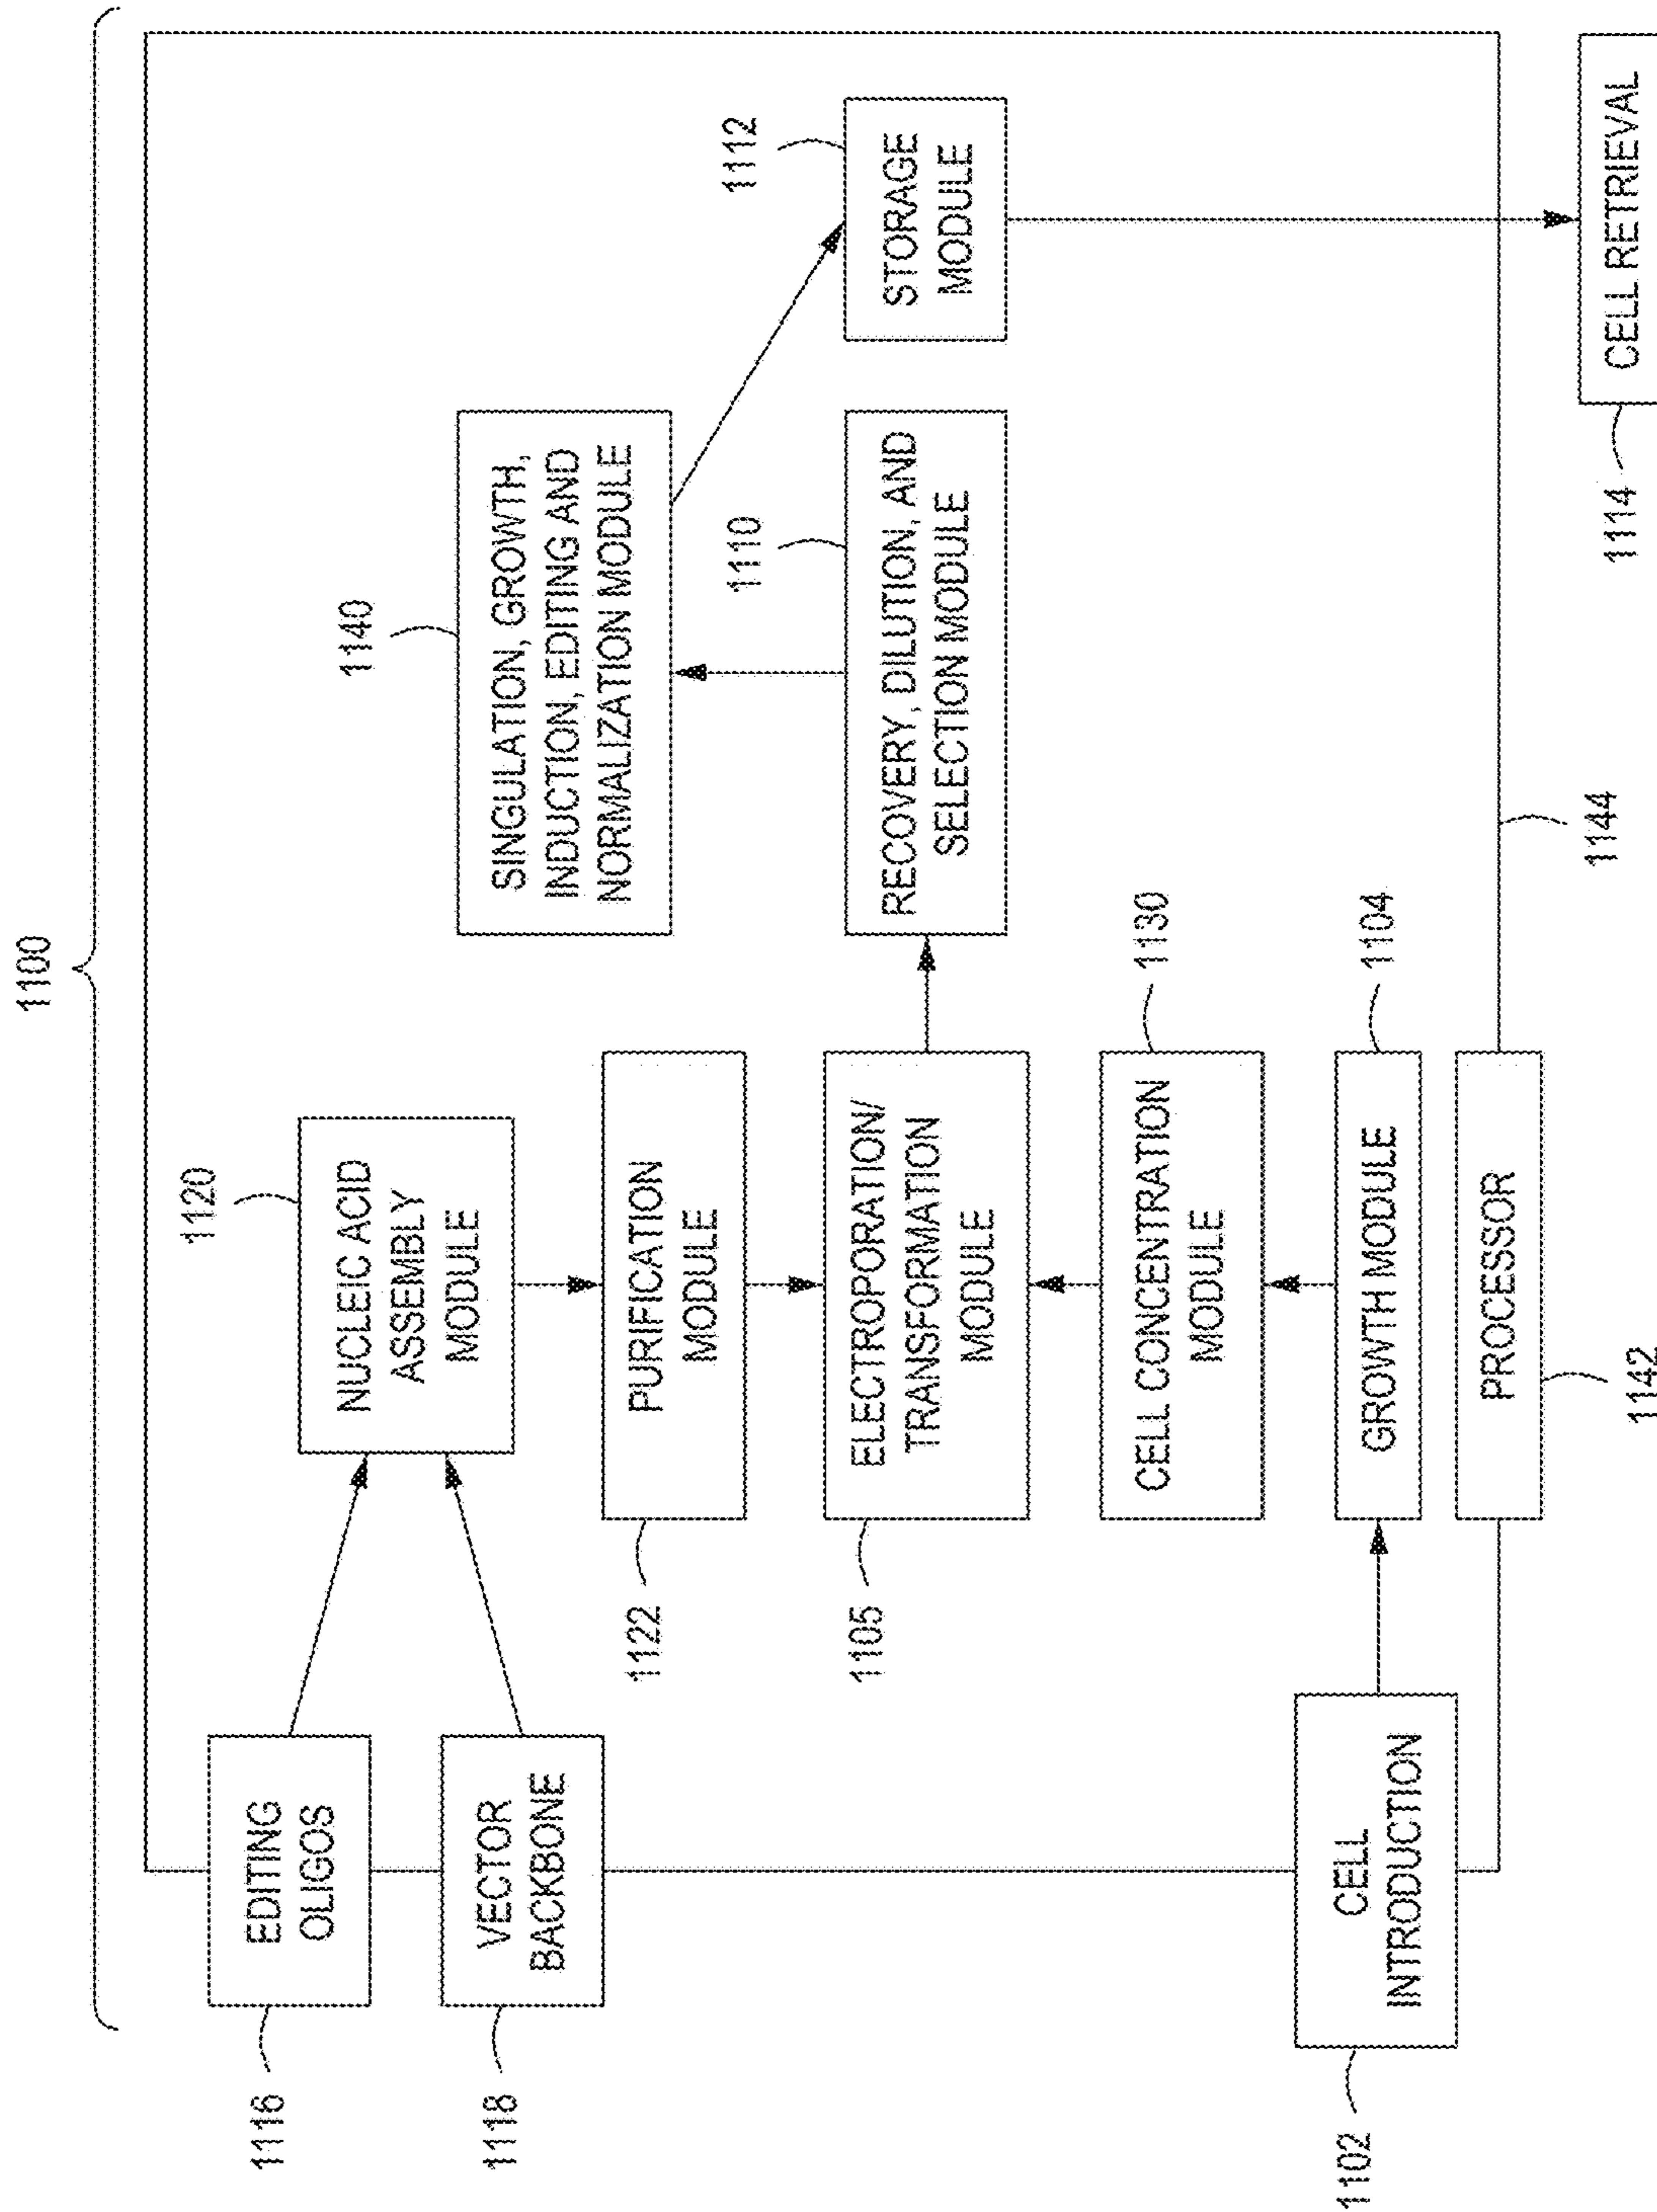 1100
1116
EDITING
OLIGOS
1118
VECTOR
BACKBONE
1120
NUCLEIC ACID
ASSEMBLY
MODULE
1122
PURIFICATION
MODULE
1105
ELECTROPORATION/
TRANSFORMATION
MODULE
CELL CONCENTRATION
MODULE
1130
GROWTH MODULE
1104
1102
CELL
INTRODUCTION
PROCESSOR
1142
1144
1140
SINGULATION, GROWTH,
INDUCTION, EDITING AND
NORMALIZATION MODULE
1110
RECOVERY, DILUTION, AND
SELECTION MODULE
1112
STORAGE
MODULE
1114
CELL RETRIEVAL